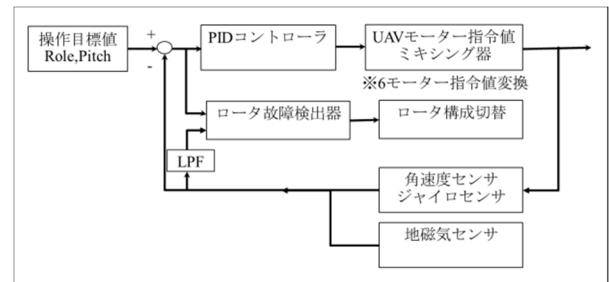 操作目標値
Role,Pitch
+
-
PIDコントローラ
UAVモーター指令値
ミキシング器
※6モーター指令値変換
ロータ故障検出器
ロータ構成切替
LPF
角速度センサ
ジャイロセンサ
地磁気センサ